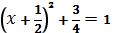 (x + 1/2)² + 3/4 = 1